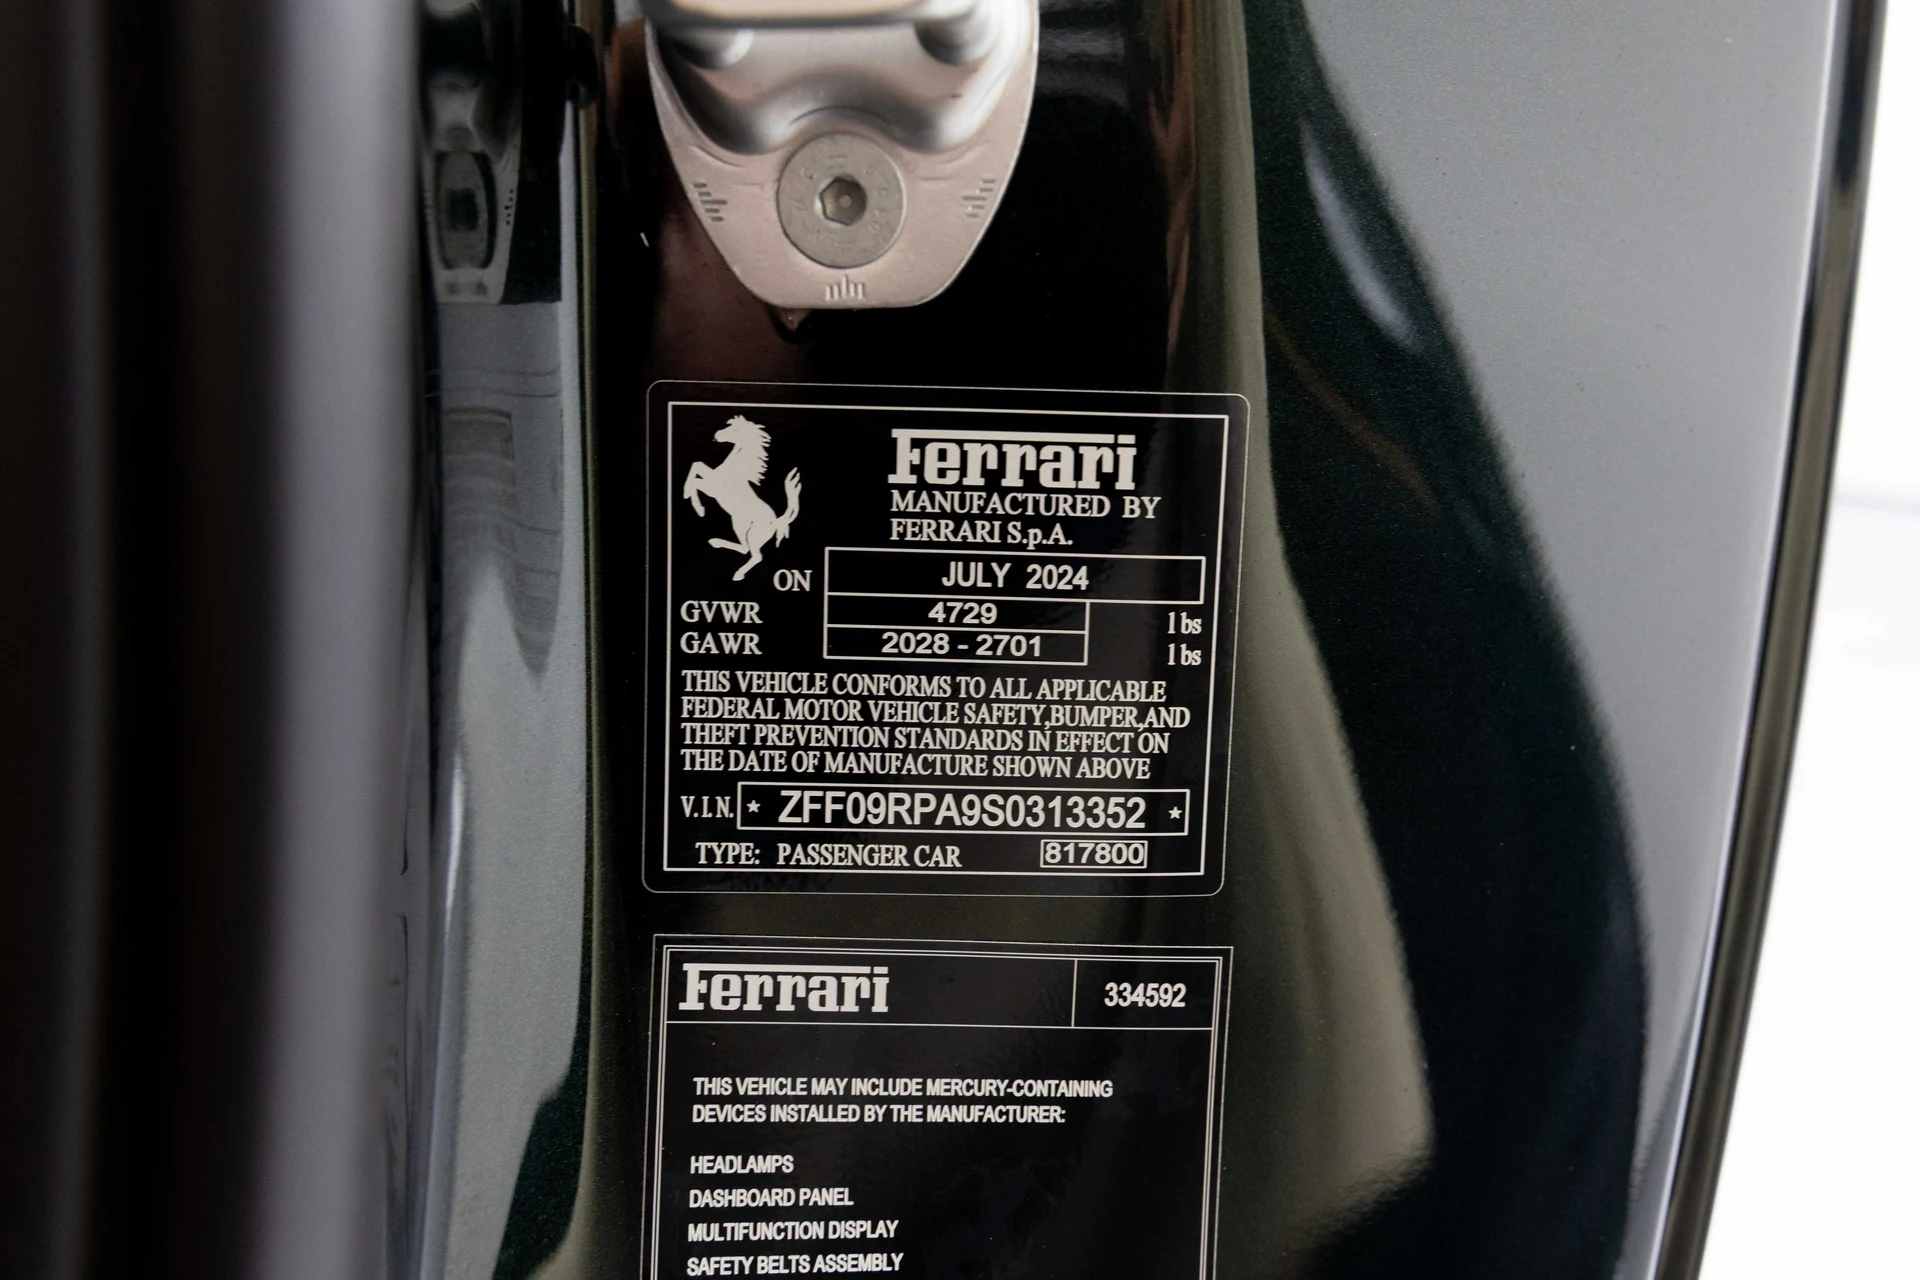 Ferrari
MANUFACTURED BY
FERRARI S.p.A.
ON JULY 2024
GVWR 4729 lbs
GAWR 2028 - 2701 lbs
THIS VEHICLE CONFORMS TO ALL APPLICABLE
FEDERAL MOTOR VEHICLE SAFETY,BUMPER,AND
THEFT PREVENTION STANDARDS IN EFFECT ON
THE DATE OF MANUFACTURE SHOWN ABOVE
V.I.N. * ZFF09RPA9S0313352 *
TYPE: PASSENGER CAR 817800
Ferrari 334592
THIS VEHICLE MAY INCLUDE MERCURY-CONTAINING
DEVICES INSTALLED BY THE MANUFACTURER:
HEADLAMPS
DASHBOARD PANEL
MULTIFUNCTION DISPLAY
SAFETY BELTS ASSEMBLY